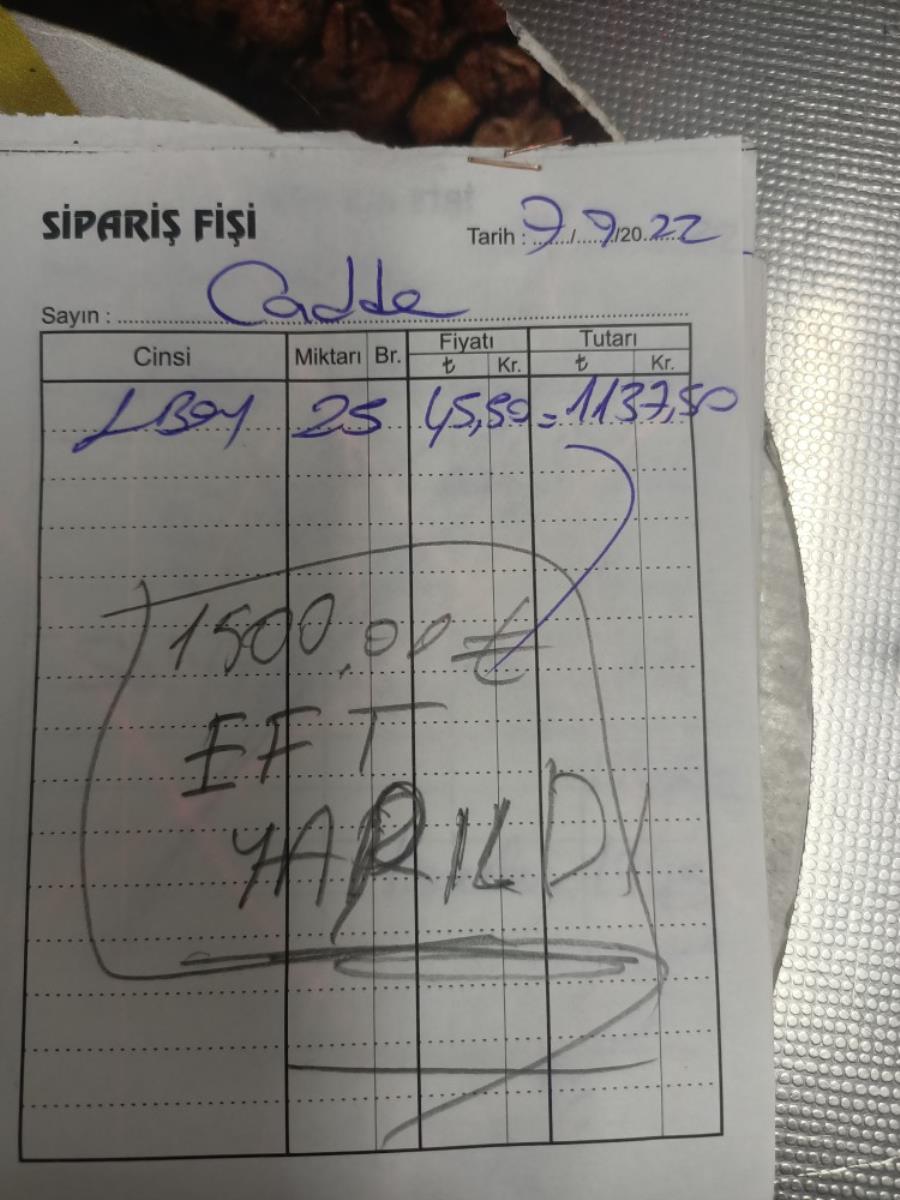 SİPARİŞ FİŞİ
Tarih : 7/9/2022
Sayın : Cadde
Cinsi Miktarı Br. Fiyatı ₺ Kr. Tutarı ₺ Kr.
LBoy 25 45,50 = 1137,50
1500,00 ₺
EFT
YAPILDI